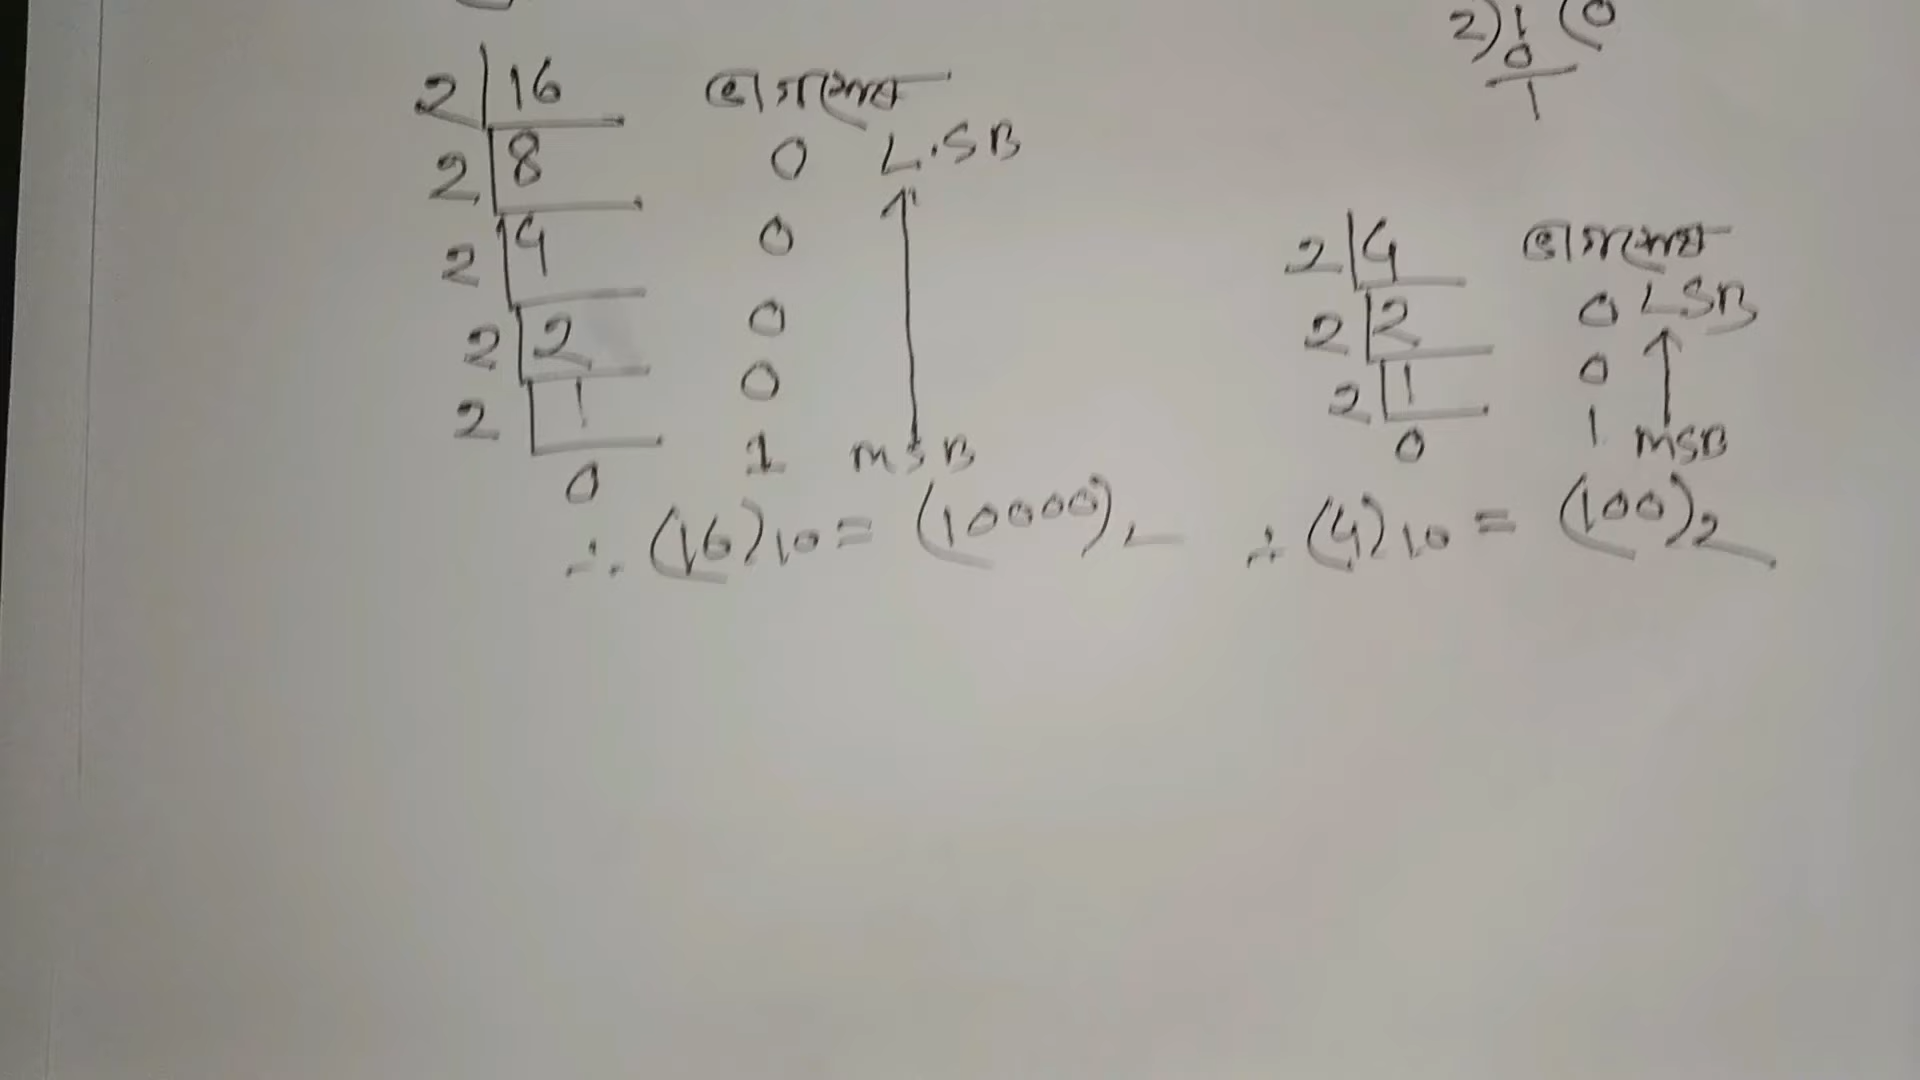 2) 1 (0
0
1
2 | 16 ভাগশেষ
2 | 8 0 L.SB
2 | 4 0
2 | 2 0
2 | 1 0
0 1 MSB
∴ (16)10 = (10000)2
2 | 4 ভাগশেষ
2 | 2 0 LSB
2 | 1 0
0 1 MSB
∴ (4)10 = (100)2